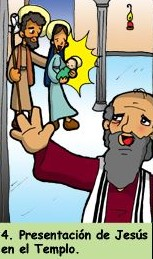 4. Presentación de Jesús
en el Templo.